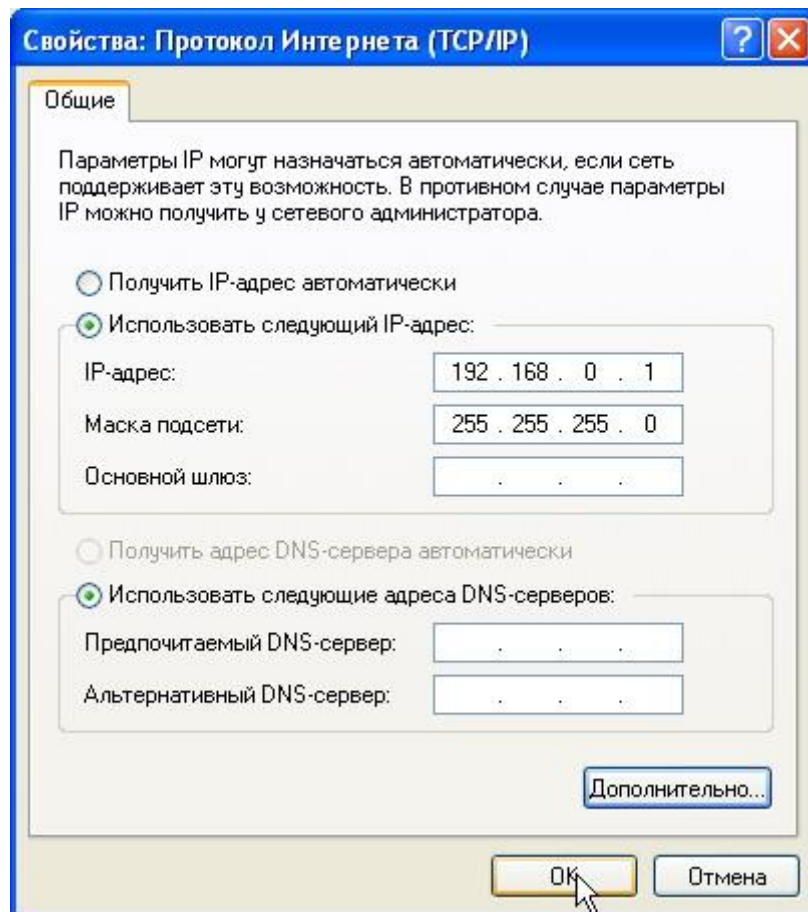 Свойства: Протокол Интернета (TCP/IP)
Общие
Параметры IP могут назначаться автоматически, если сеть
поддерживает эту возможность. В противном случае параметры
IP можно получить у сетевого администратора.
Получить IP-адрес автоматически
Использовать следующий IP-адрес:
IP-адрес: 192 . 168 . 0 . 1
Маска подсети: 255 . 255 . 255 . 0
Основной шлюз: . . .
Получить адрес DNS-сервера автоматически
Использовать следующие адреса DNS-серверов:
Предпочитаемый DNS-сервер: . . .
Альтернативный DNS-сервер: . . .
Дополнительно...
OK Отмена